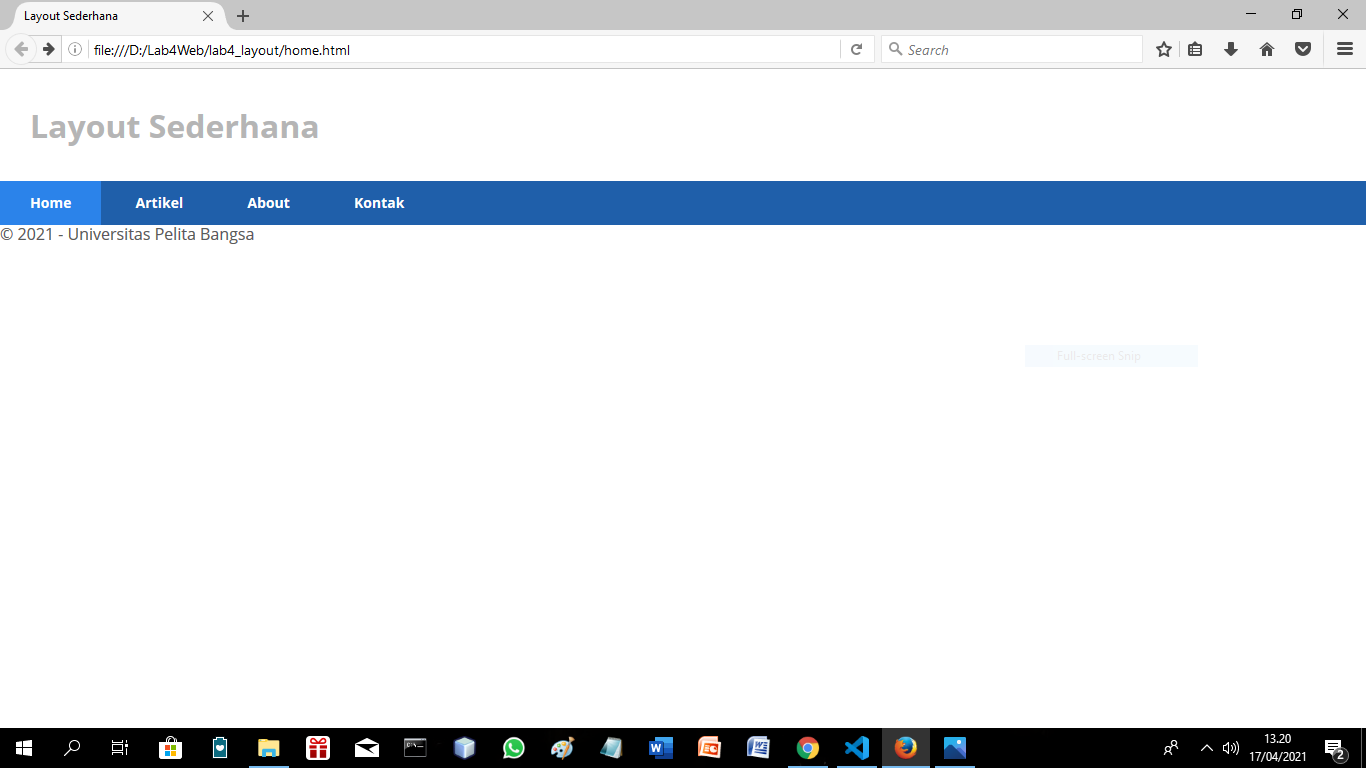 Layout Sederhana
file:///D:/Lab4Web/lab4_layout/home.html
Search
Layout Sederhana
Home Artikel About Kontak
© 2021 - Universitas Pelita Bangsa
Full-screen Snip
13.20
17/04/2021
2